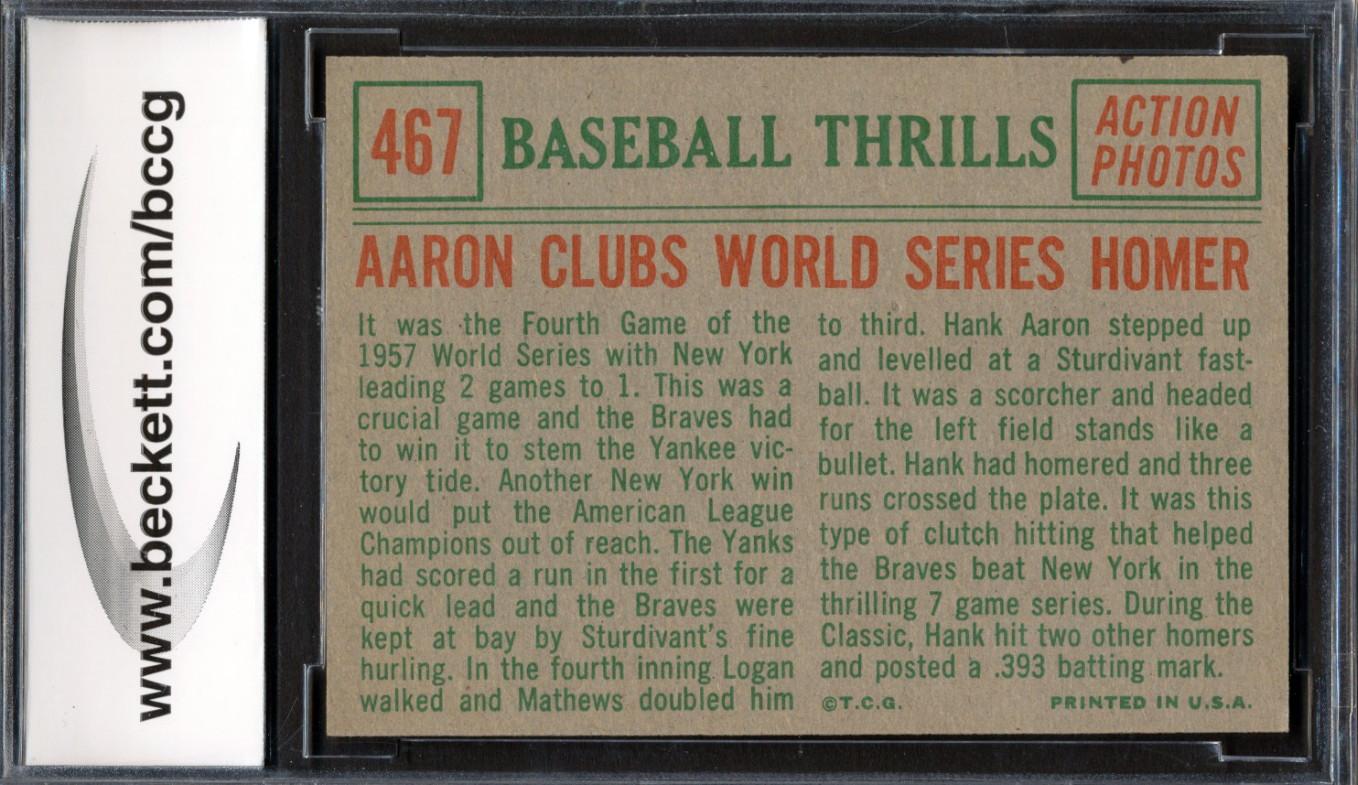 www.beckett.com/bccg
467
BASEBALL THRILLS
ACTION
PHOTOS
AARON CLUBS WORLD SERIES HOMER
It was the Fourth Game of the
1957 World Series with New York
leading 2 games to 1. This was a
crucial game and the Braves had
to win it to stem the Yankee vic-
tory tide. Another New York win
would put the American League
Champions out of reach. The Yanks
had scored a run in the first for a
quick lead and the Braves were
kept at bay by Sturdivant's fine
hurling. In the fourth inning Logan
walked and Mathews doubled him
to third. Hank Aaron stepped up
and levelled at a Sturdivant fast-
ball. It was a scorcher and headed
for the left field stands like a
bullet. Hank had homered and three
runs crossed the plate. It was this
type of clutch hitting that helped
the Braves beat New York in the
thrilling 7 game series. During the
Classic, Hank hit two other homers
and posted a .393 batting mark.
©T.C.G. PRINTED IN U.S.A.